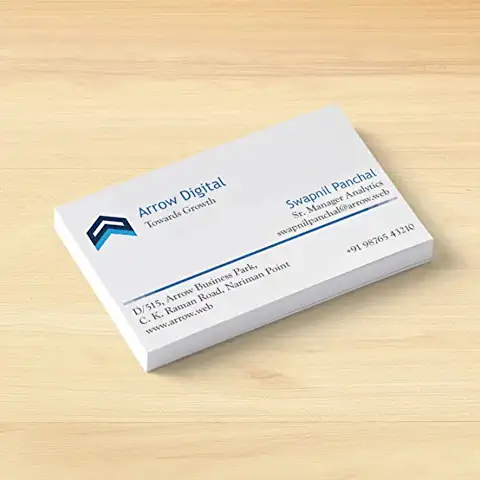 Arrow Digital
Towards Growth
Swapnil Panchal
Sr. Manager Analytics
swapnilpanchal@arrow.web
D/515, Arrow Business Park,
C. K. Raman Road, Nariman Point
www.arrow.web
+91 98765 43210